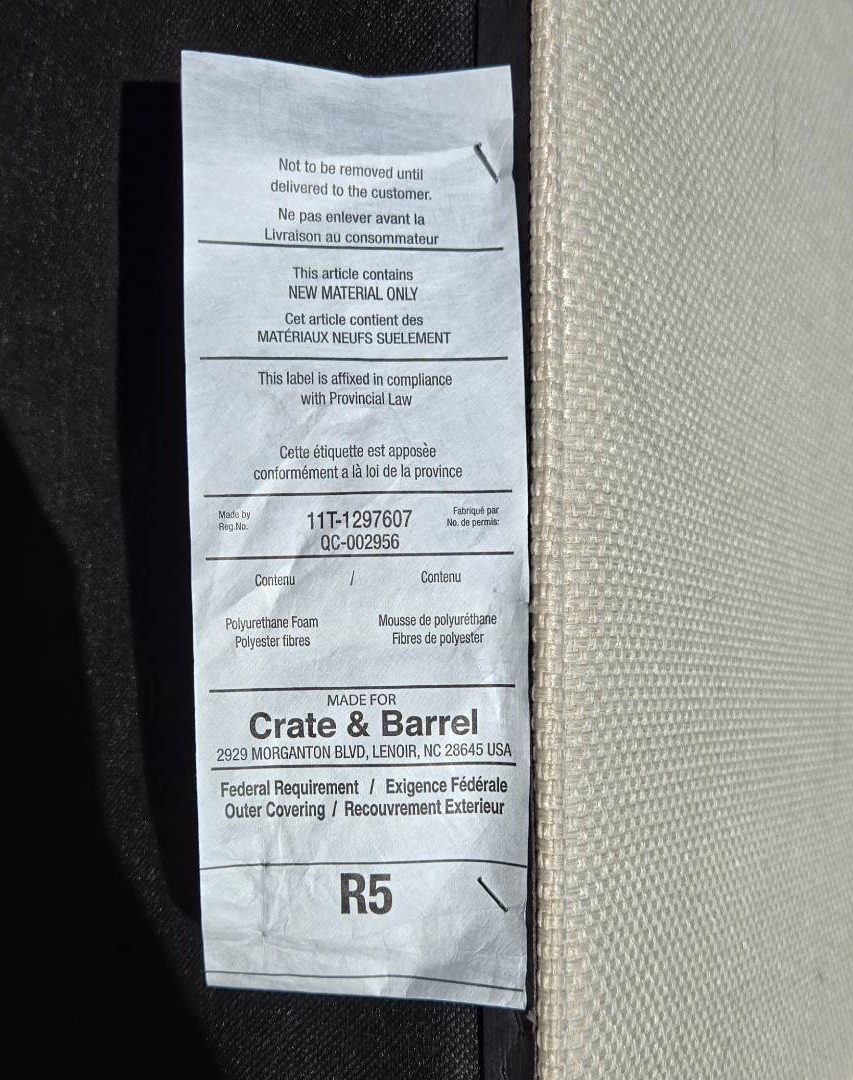 Not to be removed until
delivered to the customer.
Ne pas enlever avant la
Livraison au consommateur
This article contains
NEW MATERIAL ONLY
Cet article contient des
MATÉRIAUX NEUFS SUELEMENT
This label is affixed in compliance
with Provincial Law
Cette étiquette est apposèe
conformément a là loi de la province
Made by
Reg.No.
11T-1297607
QC-002956
Fabriqué par
No. de permis:
Contenu / Contenu
Polyurethane Foam Mousse de polyuréthane
Polyester fibres Fibres de polyester
MADE FOR
Crate & Barrel
2929 MORGANTON BLVD, LENOIR, NC 28645 USA
Federal Requirement / Exigence Fédérale
Outer Covering / Recouvrement Exterieur
R5